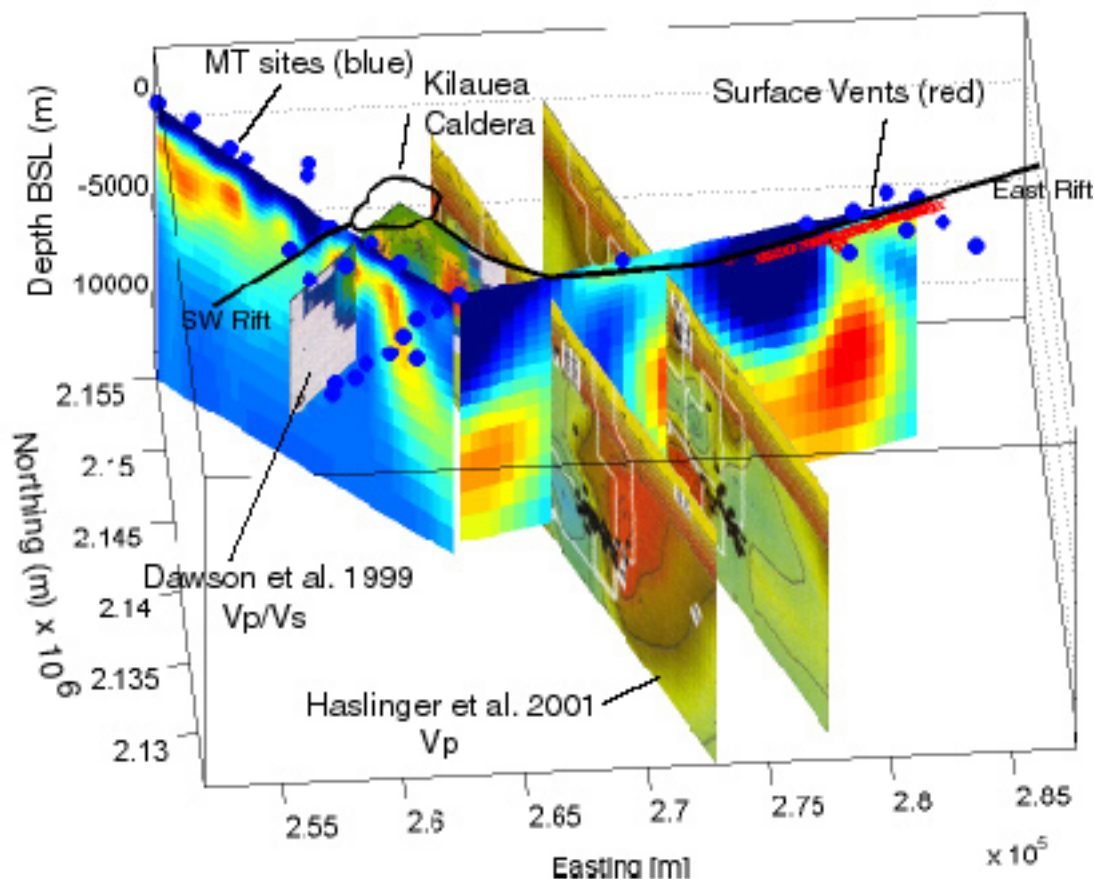 MT sites (blue)
Kilauea
Caldera
Surface Vents (red)
East Rift
SW Rift
Depth BSL (m)
0
-5000
10000
2.155
2.15
2.145
2.14
2.135
2.13
Northing (m) x 10^6
Dawson et al. 1999
Vp/Vs
Haslinger et al. 2001
Vp
2.55
2.6
2.65
2.7
2.75
2.8
2.85
x 10^5
Easting [m]